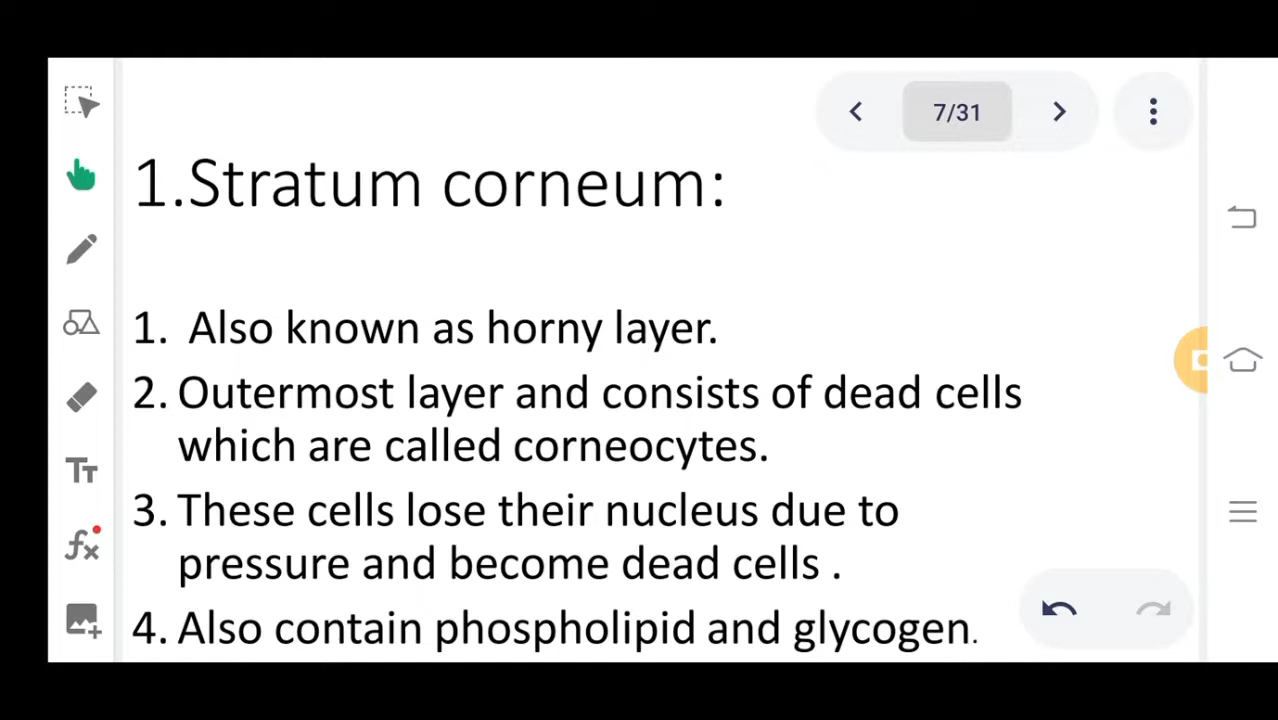 7/31
1.Stratum corneum:
1. Also known as horny layer.
2. Outermost layer and consists of dead cells
which are called corneocytes.
3. These cells lose their nucleus due to
pressure and become dead cells .
4. Also contain phospholipid and glycogen.
TT
fx